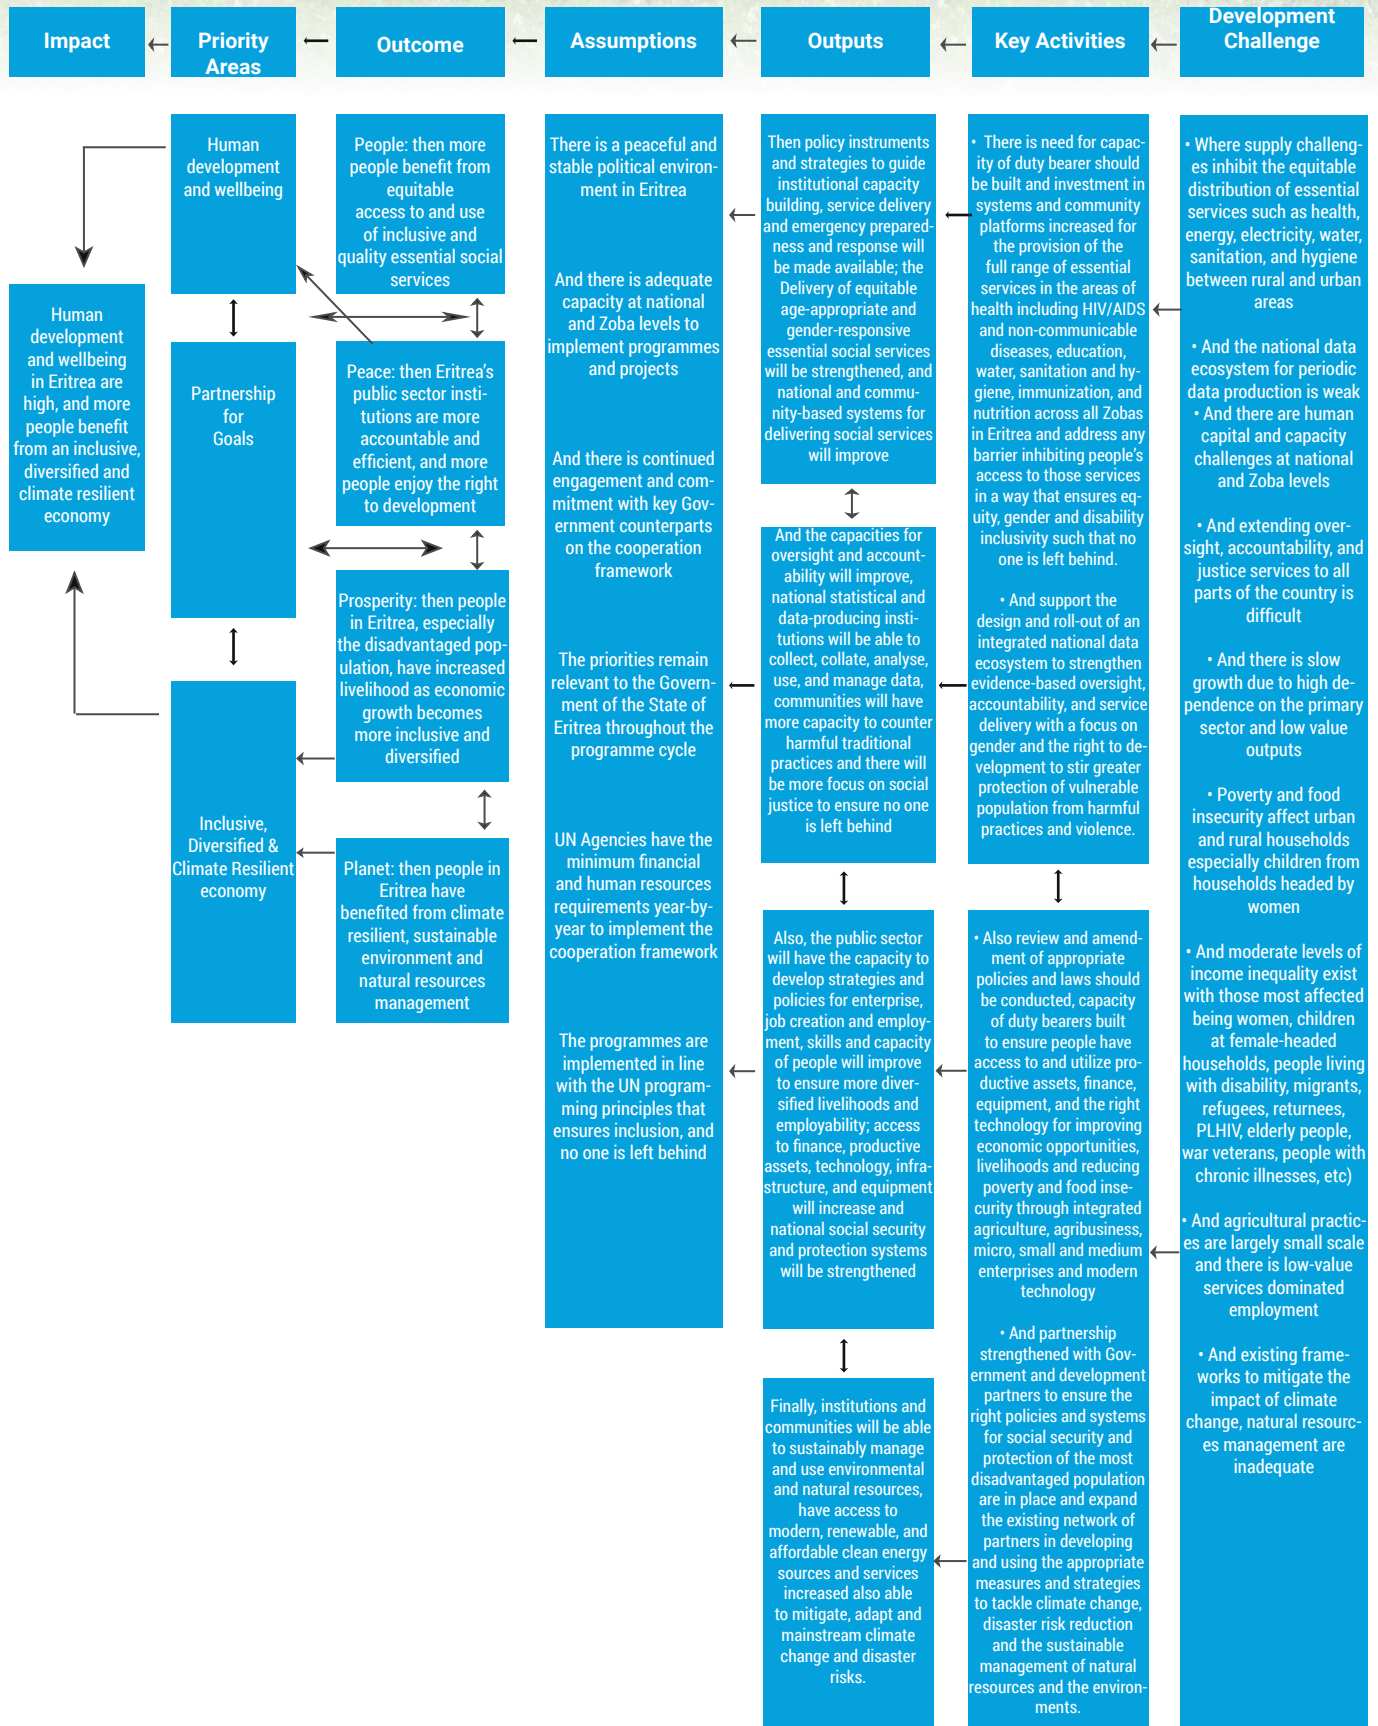 Impact
Priority
Areas
Outcome
Assumptions
Outputs
Key Activities
Development
Challenge
Human
development
and wellbeing
in Eritrea are
high, and more
people benefit
from an inclusive,
diversified and
climate resilient
economy
Human
development
and wellbeing
Partnership
for
Goals
Inclusive,
Diversified &
Climate Resilient
economy
People: then more
people benefit from
equitable
access to and use
of inclusive and
quality essential social
services
Peace: then Eritrea's
public sector insti-
tutions are more
accountable and
efficient, and more
people enjoy the right
to development
Prosperity: then people
in Eritrea, especially
the disadvantaged pop-
ulation, have increased
livelihood as economic
growth becomes
more inclusive and
diversified
Planet: then people in
Eritrea have
benefited from climate
resilient, sustainable
environment and
natural resources
management
There is a peaceful and
stable political environ-
ment in Eritrea
And there is adequate
capacity at national
and Zoba levels to
implement programmes
and projects
And there is continued
engagement and com-
mitment with key Gov-
ernment counterparts
on the cooperation
framework
The priorities remain
relevant to the Govern-
ment of the State of
Eritrea throughout the
programme cycle
UN Agencies have the
minimum financial
and human resources
requirements year-by-
year to implement the
cooperation framework
The programmes are
implemented in line
with the UN program-
ming principles that
ensures inclusion, and
no one is left behind
Then policy instruments
and strategies to guide
institutional capacity
building, service delivery
and emergency prepared-
ness and response will
be made available; the
Delivery of equitable
age-appropriate and
gender-responsive
essential social services
will be strengthened, and
national and commu-
nity-based systems for
delivering social services
will improve
And the capacities for
oversight and account-
ability will improve,
national statistical and
data-producing insti-
tutions will be able to
collect, collate, analyse,
use, and manage data,
communities will have
more capacity to counter
harmful traditional
practices and there will
be more focus on social
justice to ensure no one
is left behind
Also, the public sector
will have the capacity to
develop strategies and
policies for enterprise,
job creation and employ-
ment, skills and capacity
of people will improve
to ensure more diver-
sified livelihoods and
employability; access
to finance, productive
assets, technology, infra-
structure, and equipment
will increase and
national social security
and protection systems
will be strengthened
Finally, institutions and
communities will be able
to sustainably manage
and use environmental
and natural resources,
have access to
modern, renewable, and
affordable clean energy
sources and services
increased also able
to mitigate, adapt and
mainstream climate
change and disaster
risks.
• There is need for capac-
ity of duty bearer should
be built and investment in
systems and community
platforms increased for
the provision of the
full range of essential
services in the areas of
health including HIV/AIDS
and non-communicable
diseases, education,
water, sanitation and hy-
giene, immunization, and
nutrition across all Zobas
in Eritrea and address any
barrier inhibiting people's
access to those services
in a way that ensures eq-
uity, gender and disability
inclusivity such that no
one is left behind.
• And support the
design and roll-out of an
integrated national data
ecosystem to strengthen
evidence-based oversight,
accountability, and service
delivery with a focus on
gender and the right to de-
velopment to stir greater
protection of vulnerable
population from harmful
practices and violence.
• Also review and amend-
ment of appropriate
policies and laws should
be conducted, capacity
of duty bearers built
to ensure people have
access to and utilize pro-
ductive assets, finance,
equipment, and the right
technology for improving
economic opportunities,
livelihoods and reducing
poverty and food inse-
curity through integrated
agriculture, agribusiness,
micro, small and medium
enterprises and modern
technology
• And partnership
strengthened with Gov-
ernment and development
partners to ensure the
right policies and systems
for social security and
protection of the most
disadvantaged population
are in place and expand
the existing network of
partners in developing
and using the appropriate
measures and strategies
to tackle climate change,
disaster risk reduction
and the sustainable
management of natural
resources and the environ-
ments.
• Where supply challeng-
es inhibit the equitable
distribution of essential
services such as health,
energy, electricity, water,
sanitation, and hygiene
between rural and urban
areas
• And the national data
ecosystem for periodic
data production is weak
• And there are human
capital and capacity
challenges at national
and Zoba levels
• And extending over-
sight, accountability, and
justice services to all
parts of the country is
difficult
• And there is slow
growth due to high de-
pendence on the primary
sector and low value
outputs
• Poverty and food
insecurity affect urban
and rural households
especially children from
households headed by
women
• And moderate levels of
income inequality exist
with those most affected
being women, children
at female-headed
households, people living
with disability, migrants,
refugees, returnees,
PLHIV, elderly people,
war veterans, people with
chronic illnesses, etc)
• And agricultural practic-
es are largely small scale
and there is low-value
services dominated
employment
• And existing frame-
works to mitigate the
impact of climate
change, natural resourc-
es management are
inadequate